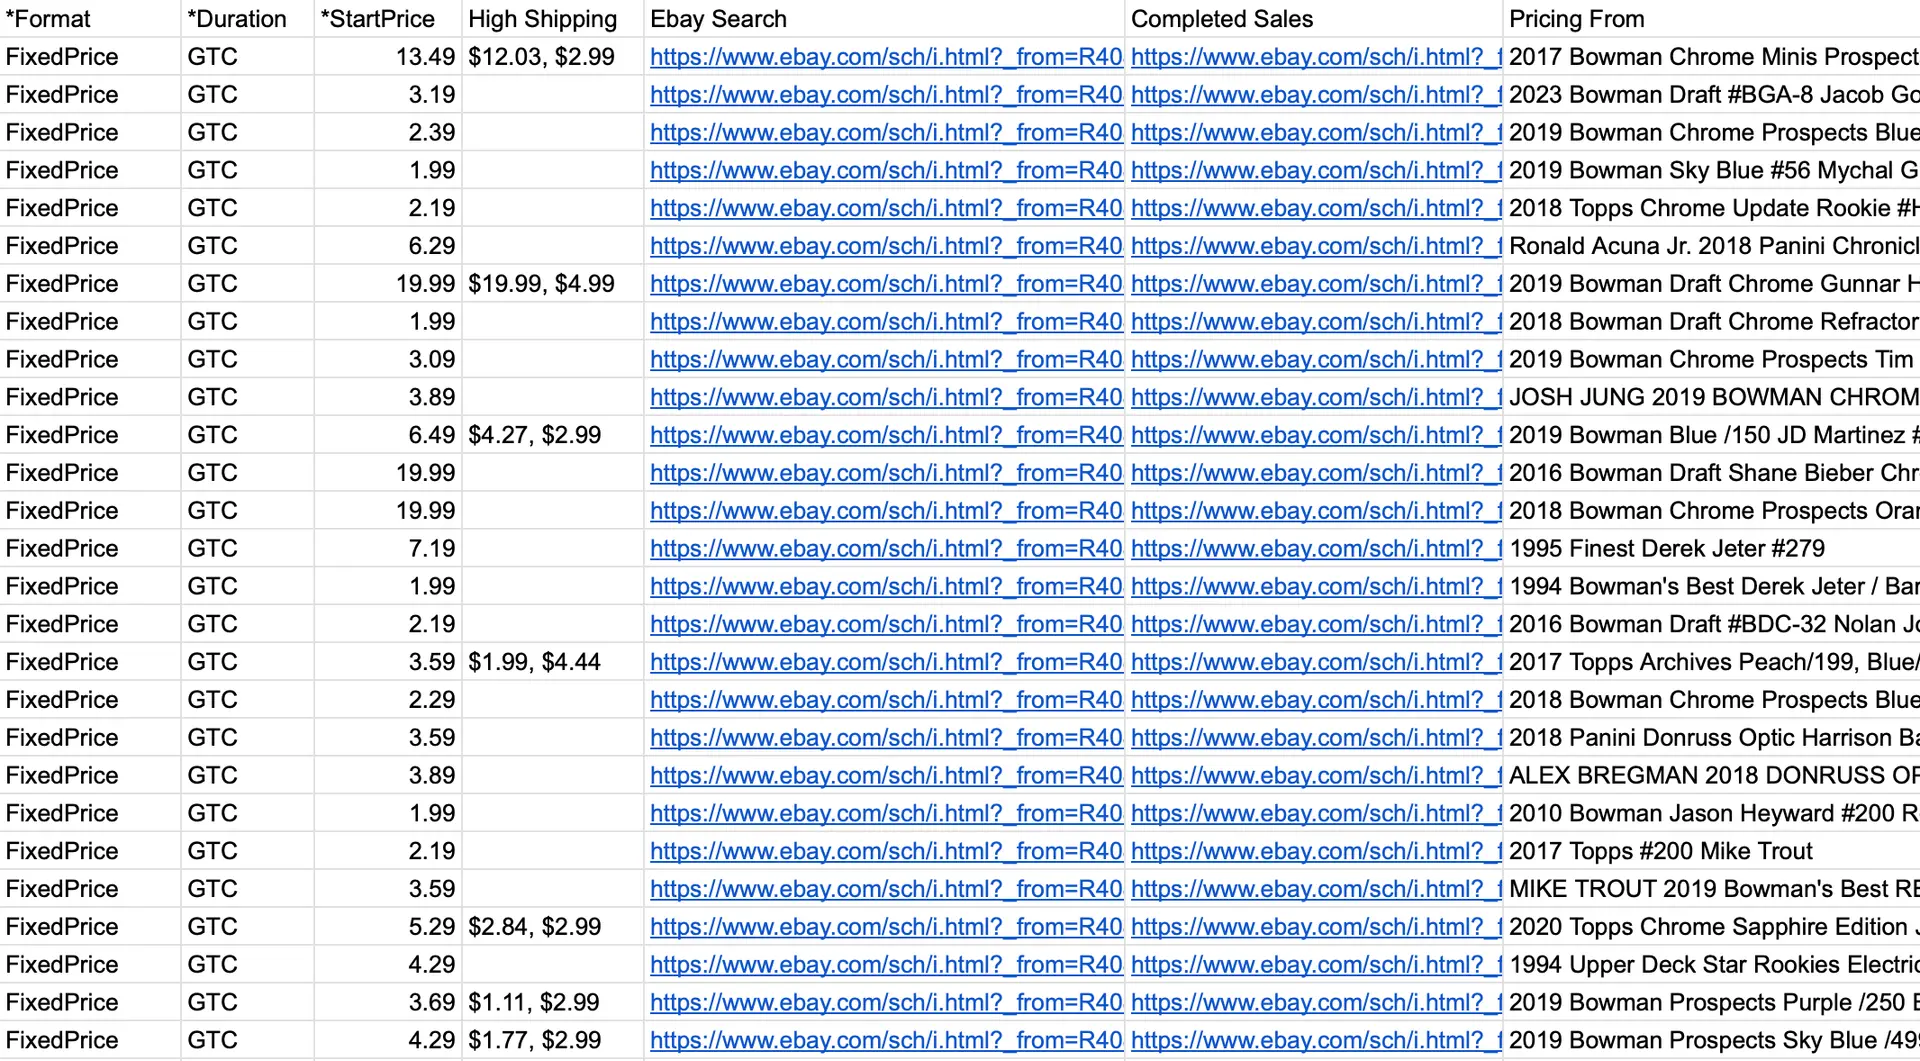 *Format *Duration *StartPrice High Shipping Ebay Search Completed Sales Pricing From
FixedPrice GTC 13.49 $12.03, $2.99 https://www.ebay.com/sch/i.html?_from=R40 https://www.ebay.com/sch/i.html?_f 2017 Bowman Chrome Minis Prospect
FixedPrice GTC 3.19 https://www.ebay.com/sch/i.html?_from=R40 https://www.ebay.com/sch/i.html?_f 2023 Bowman Draft #BGA-8 Jacob Go
FixedPrice GTC 2.39 https://www.ebay.com/sch/i.html?_from=R40 https://www.ebay.com/sch/i.html?_f 2019 Bowman Chrome Prospects Blue
FixedPrice GTC 1.99 https://www.ebay.com/sch/i.html?_from=R40 https://www.ebay.com/sch/i.html?_f 2019 Bowman Sky Blue #56 Mychal G
FixedPrice GTC 2.19 https://www.ebay.com/sch/i.html?_from=R40 https://www.ebay.com/sch/i.html?_f 2018 Topps Chrome Update Rookie #H
FixedPrice GTC 6.29 https://www.ebay.com/sch/i.html?_from=R40 https://www.ebay.com/sch/i.html?_f Ronald Acuna Jr. 2018 Panini Chronicl
FixedPrice GTC 19.99 $19.99, $4.99 https://www.ebay.com/sch/i.html?_from=R40 https://www.ebay.com/sch/i.html?_f 2019 Bowman Draft Chrome Gunnar H
FixedPrice GTC 1.99 https://www.ebay.com/sch/i.html?_from=R40 https://www.ebay.com/sch/i.html?_f 2018 Bowman Draft Chrome Refractor
FixedPrice GTC 3.09 https://www.ebay.com/sch/i.html?_from=R40 https://www.ebay.com/sch/i.html?_f 2019 Bowman Chrome Prospects Tim
FixedPrice GTC 3.89 https://www.ebay.com/sch/i.html?_from=R40 https://www.ebay.com/sch/i.html?_f JOSH JUNG 2019 BOWMAN CHROM
FixedPrice GTC 6.49 $4.27, $2.99 https://www.ebay.com/sch/i.html?_from=R40 https://www.ebay.com/sch/i.html?_f 2019 Bowman Blue /150 JD Martinez #
FixedPrice GTC 19.99 https://www.ebay.com/sch/i.html?_from=R40 https://www.ebay.com/sch/i.html?_f 2016 Bowman Draft Shane Bieber Chr
FixedPrice GTC 19.99 https://www.ebay.com/sch/i.html?_from=R40 https://www.ebay.com/sch/i.html?_f 2018 Bowman Chrome Prospects Oran
FixedPrice GTC 7.19 https://www.ebay.com/sch/i.html?_from=R40 https://www.ebay.com/sch/i.html?_f 1995 Finest Derek Jeter #279
FixedPrice GTC 1.99 https://www.ebay.com/sch/i.html?_from=R40 https://www.ebay.com/sch/i.html?_f 1994 Bowman's Best Derek Jeter / Bar
FixedPrice GTC 2.19 https://www.ebay.com/sch/i.html?_from=R40 https://www.ebay.com/sch/i.html?_f 2016 Bowman Draft #BDC-32 Nolan Jo
FixedPrice GTC 3.59 $1.99, $4.44 https://www.ebay.com/sch/i.html?_from=R40 https://www.ebay.com/sch/i.html?_f 2017 Topps Archives Peach/199, Blue/
FixedPrice GTC 2.29 https://www.ebay.com/sch/i.html?_from=R40 https://www.ebay.com/sch/i.html?_f 2018 Bowman Chrome Prospects Blue
FixedPrice GTC 3.59 https://www.ebay.com/sch/i.html?_from=R40 https://www.ebay.com/sch/i.html?_f 2018 Panini Donruss Optic Harrison Ba
FixedPrice GTC 3.89 https://www.ebay.com/sch/i.html?_from=R40 https://www.ebay.com/sch/i.html?_f ALEX BREGMAN 2018 DONRUSS OP
FixedPrice GTC 1.99 https://www.ebay.com/sch/i.html?_from=R40 https://www.ebay.com/sch/i.html?_f 2010 Bowman Jason Heyward #200 R
FixedPrice GTC 2.19 https://www.ebay.com/sch/i.html?_from=R40 https://www.ebay.com/sch/i.html?_f 2017 Topps #200 Mike Trout
FixedPrice GTC 3.59 https://www.ebay.com/sch/i.html?_from=R40 https://www.ebay.com/sch/i.html?_f MIKE TROUT 2019 Bowman's Best RE
FixedPrice GTC 5.29 $2.84, $2.99 https://www.ebay.com/sch/i.html?_from=R40 https://www.ebay.com/sch/i.html?_f 2020 Topps Chrome Sapphire Edition J
FixedPrice GTC 4.29 https://www.ebay.com/sch/i.html?_from=R40 https://www.ebay.com/sch/i.html?_f 1994 Upper Deck Star Rookies Electric
FixedPrice GTC 3.69 $1.11, $2.99 https://www.ebay.com/sch/i.html?_from=R40 https://www.ebay.com/sch/i.html?_f 2019 Bowman Prospects Purple /250 E
FixedPrice GTC 4.29 $1.77, $2.99 https://www.ebay.com/sch/i.html?_from=R40 https://www.ebay.com/sch/i.html?_f 2019 Bowman Prospects Sky Blue /499